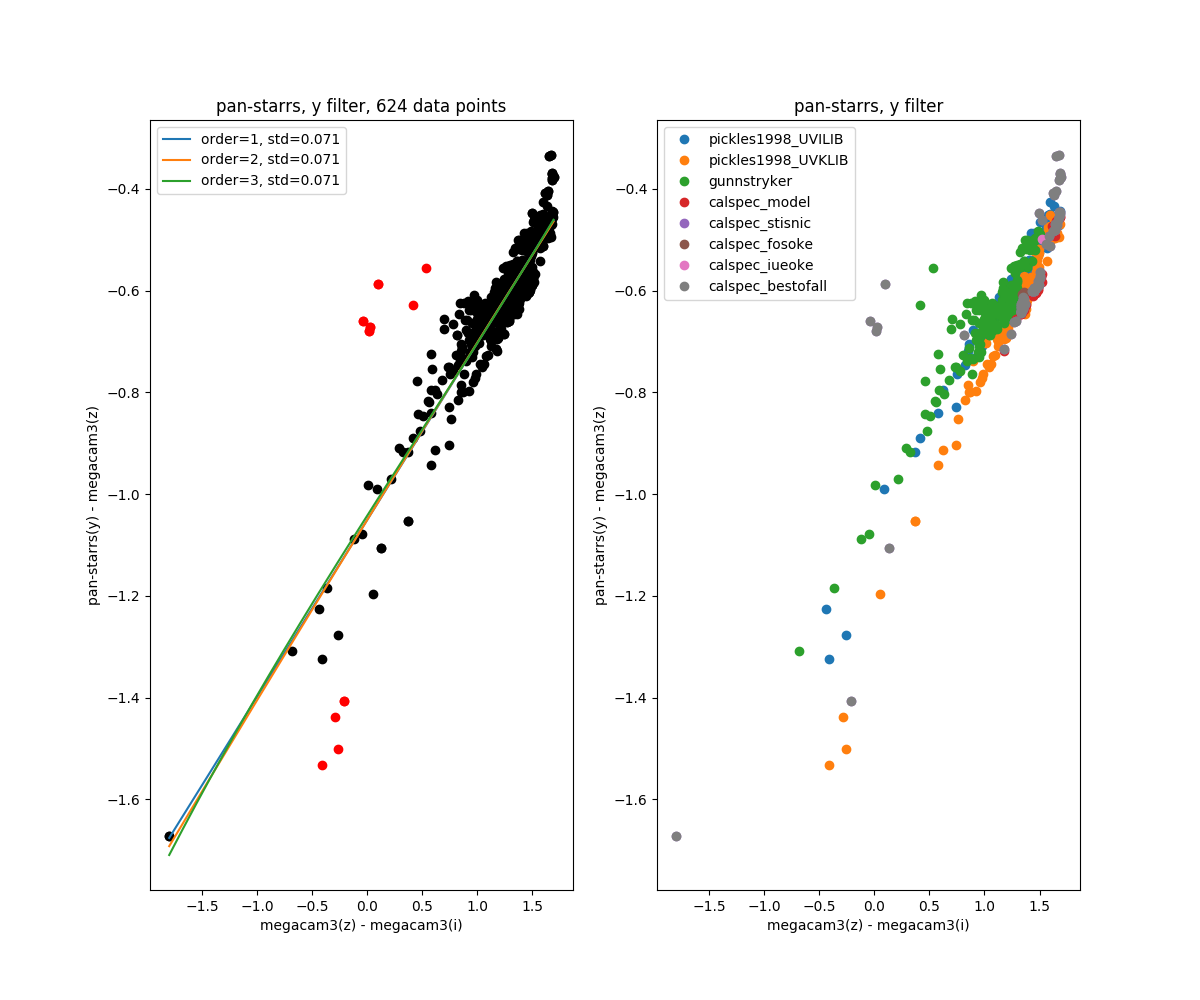 pan-starrs, y filter, 624 data points
order=1, std=0.071
order=2, std=0.071
order=3, std=0.071
−0.4
−0.6
−0.8
−1.0
−1.2
−1.4
−1.6
pan-starrs(y) - megacam3(z)
−1.5
−1.0
−0.5
0.0
0.5
1.0
1.5
megacam3(z) - megacam3(i)
pan-starrs, y filter
pickles1998_UVILIB
pickles1998_UVKLIB
gunnstryker
calspec_model
calspec_stisnic
calspec_fosoke
calspec_iueoke
calspec_bestofall
−0.4
−0.6
−0.8
−1.0
−1.2
−1.4
−1.6
pan-starrs(y) - megacam3(z)
−1.5
−1.0
−0.5
0.0
0.5
1.0
1.5
megacam3(z) - megacam3(i)